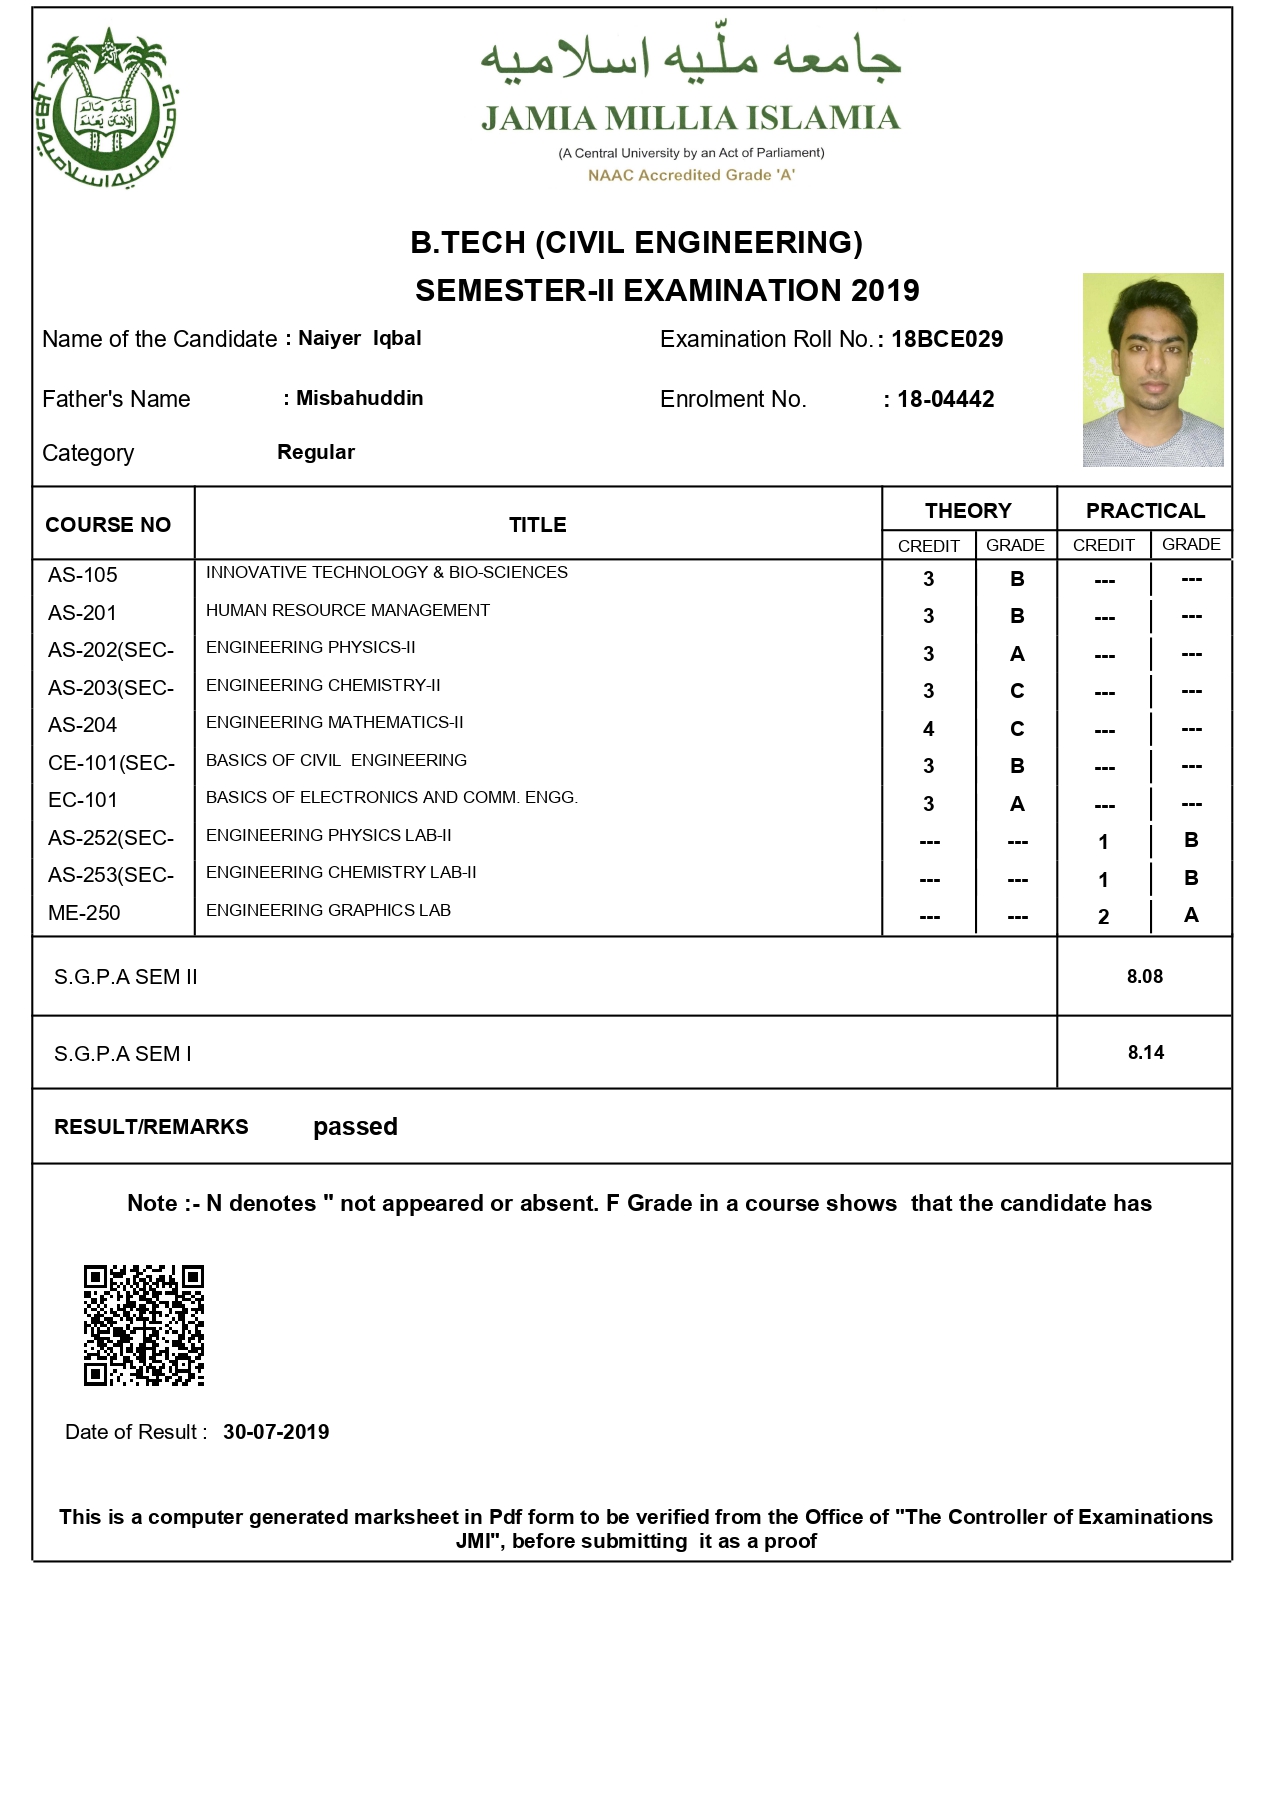 جامعه ملّیه اسلامیه
JAMIA MILLIA ISLAMIA
(A Central University by an Act of Parliament)
NAAC Accredited Grade 'A'
B.TECH (CIVIL ENGINEERING)
SEMESTER-II EXAMINATION 2019
Name of the Candidate : Naiyer Iqbal Examination Roll No. : 18BCE029
Father's Name : Misbahuddin Enrolment No. : 18-04442
Category Regular
COURSE NO TITLE THEORY PRACTICAL
CREDIT GRADE CREDIT GRADE
AS-105 INNOVATIVE TECHNOLOGY & BIO-SCIENCES 3 B --- ---
AS-201 HUMAN RESOURCE MANAGEMENT 3 B --- ---
AS-202(SEC- ENGINEERING PHYSICS-II 3 A --- ---
AS-203(SEC- ENGINEERING CHEMISTRY-II 3 C --- ---
AS-204 ENGINEERING MATHEMATICS-II 4 C --- ---
CE-101(SEC- BASICS OF CIVIL ENGINEERING 3 B --- ---
EC-101 BASICS OF ELECTRONICS AND COMM. ENGG. 3 A --- ---
AS-252(SEC- ENGINEERING PHYSICS LAB-II --- --- 1 B
AS-253(SEC- ENGINEERING CHEMISTRY LAB-II --- --- 1 B
ME-250 ENGINEERING GRAPHICS LAB --- --- 2 A
S.G.P.A SEM II 8.08
S.G.P.A SEM I 8.14
RESULT/REMARKS passed
Note :- N denotes " not appeared or absent. F Grade in a course shows that the candidate has
Date of Result : 30-07-2019
This is a computer generated marksheet in Pdf form to be verified from the Office of "The Controller of Examinations
JMI", before submitting it as a proof